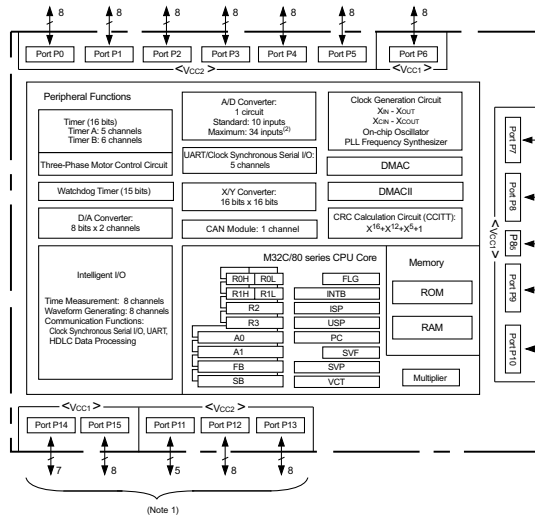 8 8 8 8 8 8 8
Port P0 Port P1 Port P2 Port P3 Port P4 Port P5 Port P6
<VCC2> <VCC1>
Peripheral Functions
Timer (16 bits)
Timer A: 5 channels
Timer B: 6 channels
Three-Phase Motor Control Circuit
Watchdog Timer (15 bits)
D/A Converter:
8 bits x 2 channels
A/D Converter:
1 circuit
Standard: 10 inputs
Maximum: 34 inputs(2)
UART/Clock Synchronous Serial I/O:
5 channels
X/Y Converter:
16 bits x 16 bits
CAN Module: 1 channel
Clock Generation Circuit
XIN - XOUT
XCIN - XCOUT
On-chip Oscillator
PLL Frequency Synthesizer
DMAC
DMACII
CRC Calculation Circuit (CCITT):
X16+X12+X5+1
Intelligent I/O
Time Measurement: 8 channels
Waveform Generating: 8 channels
Communication Functions:
Clock Synchronous Serial I/O, UART,
HDLC Data Processing
M32C/80 series CPU Core
R0H R0L
R1H R1L
R2
R3
A0
A1
FB
SB
FLG
INTB
ISP
USP
PC
SVF
SVP
VCT
Memory
ROM
RAM
Multiplier
<VCC1>
Port P7
Port P8
P85
Port P9
Port P10
<VCC1> <VCC2>
Port P14 Port P15 Port P11 Port P12 Port P13
7 8 5 8 8
(Note 1)